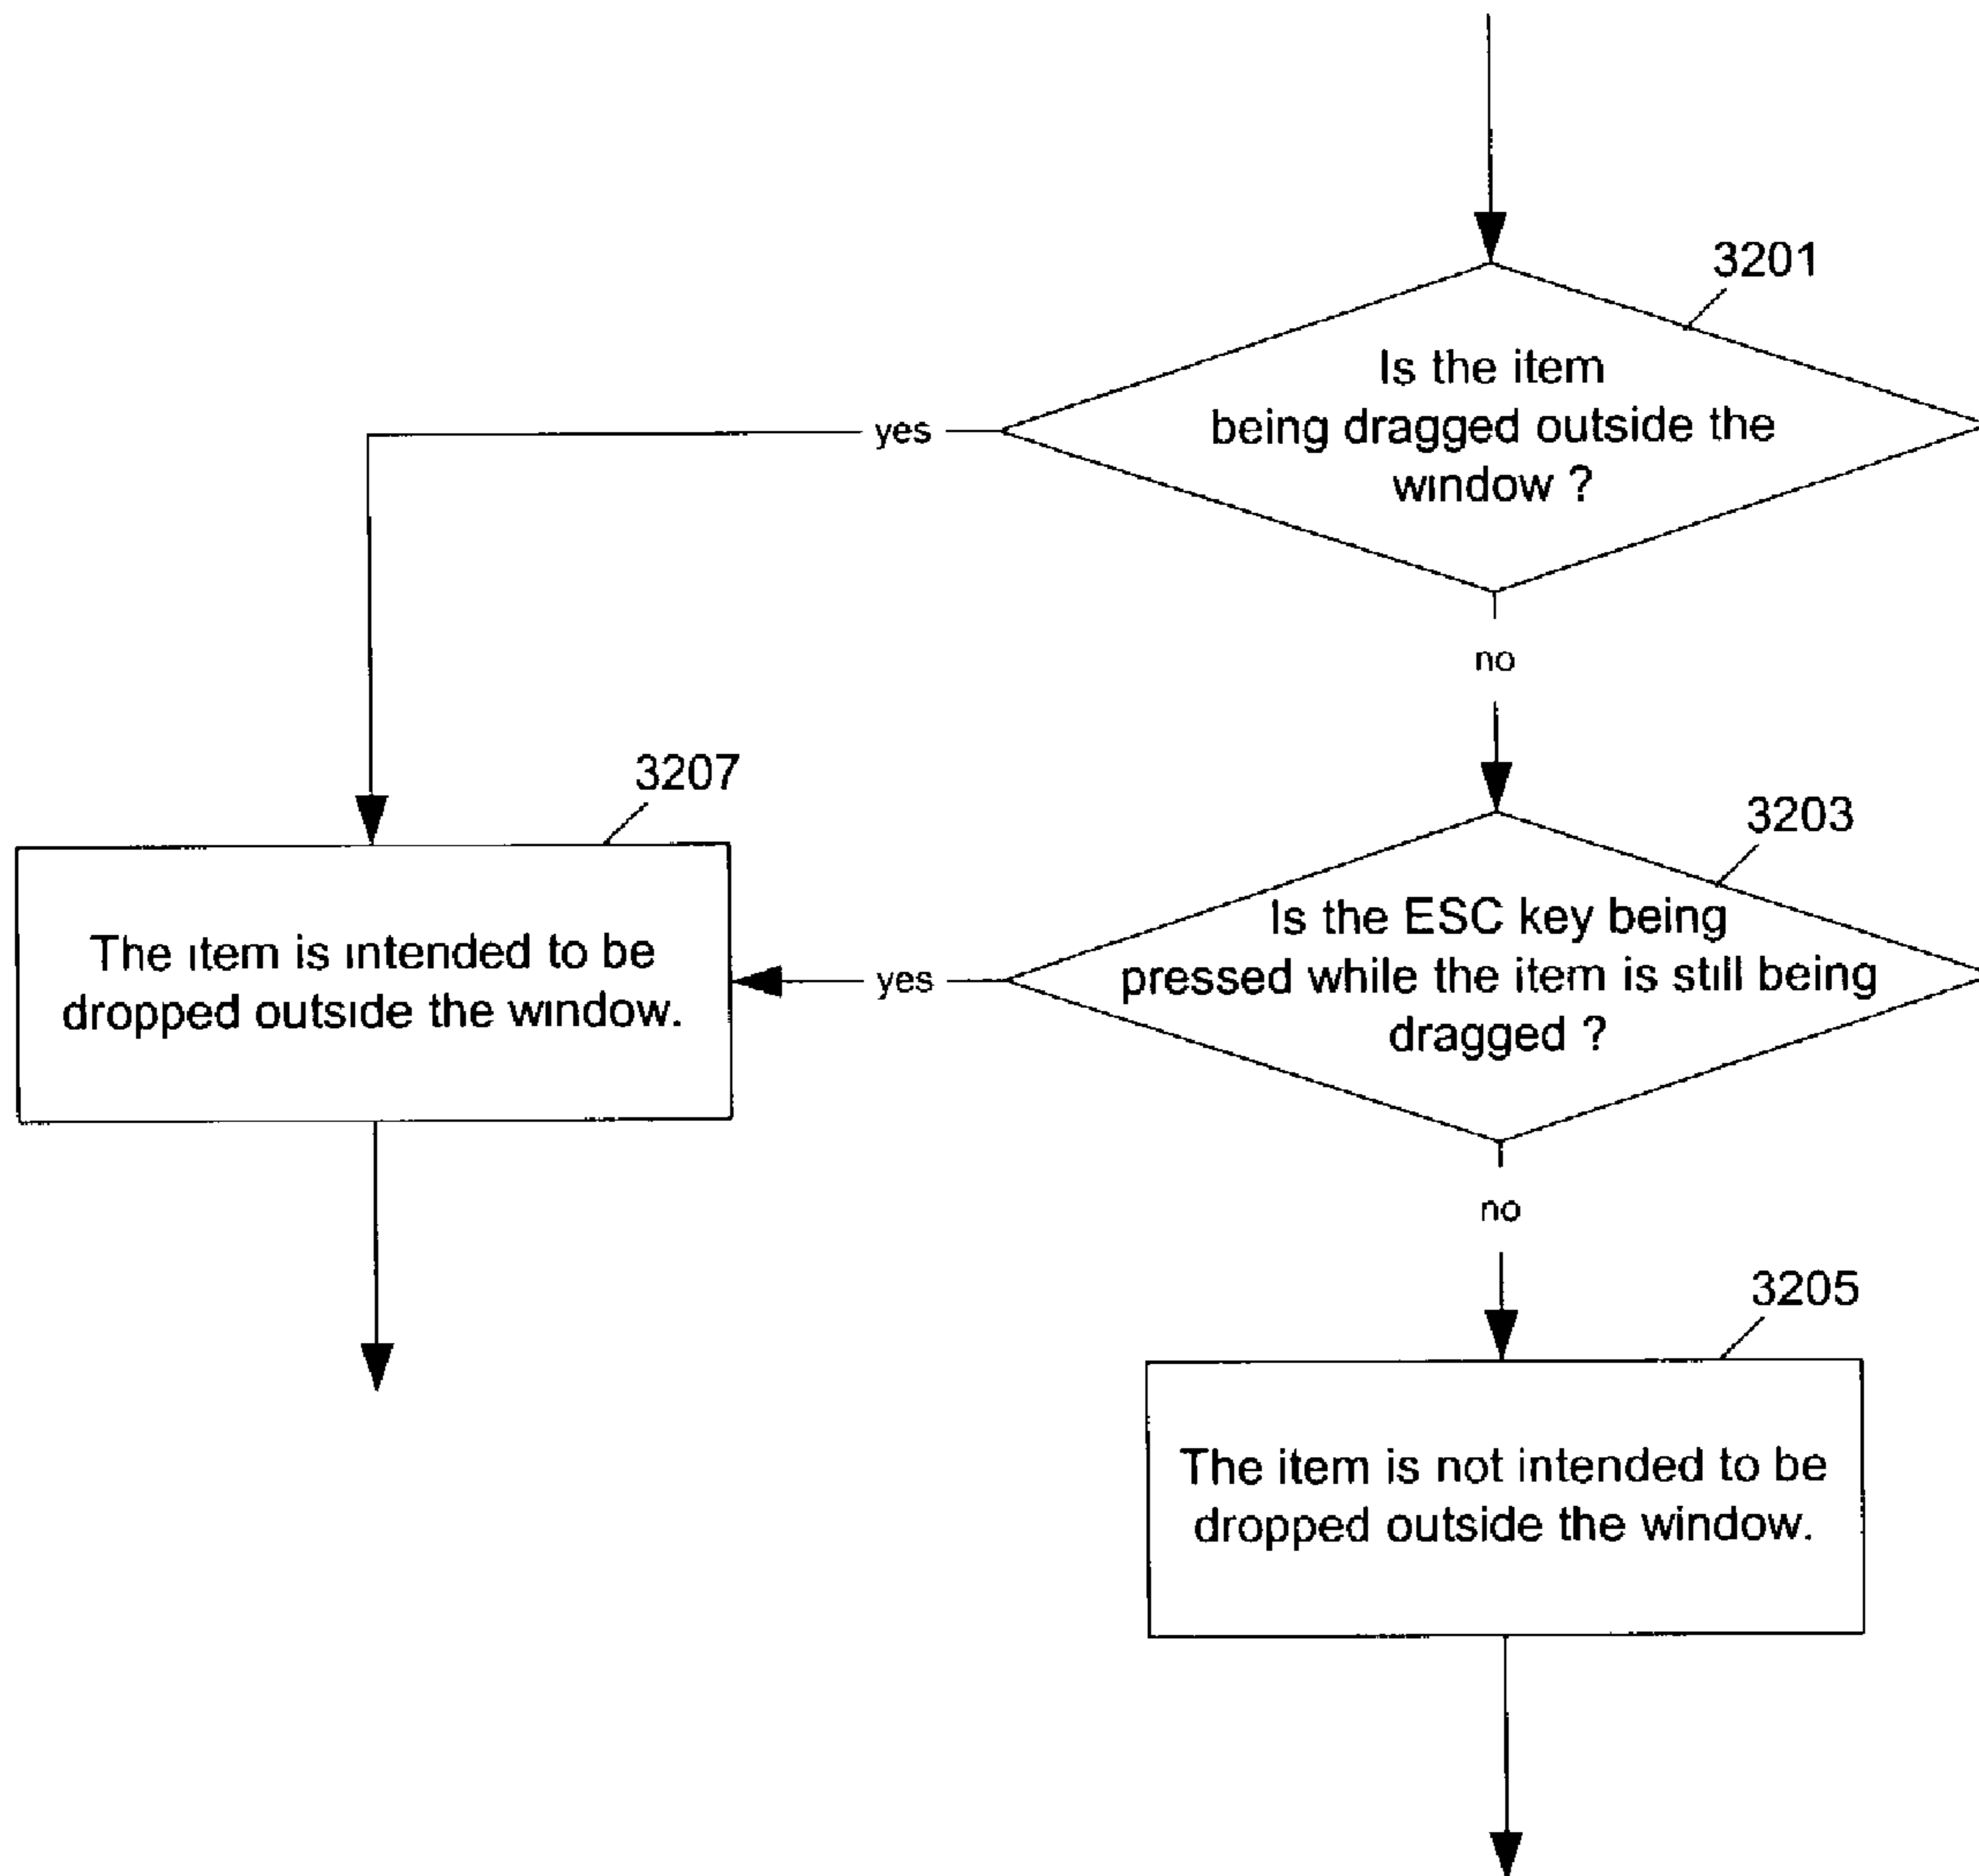 3201
Is the item
being dragged outside the
window ?
yes
no
3207
The item is intended to be
dropped outside the window.
3203
Is the ESC key being
pressed while the item is still being
dragged ?
yes
no
3205
The item is not intended to be
dropped outside the window.